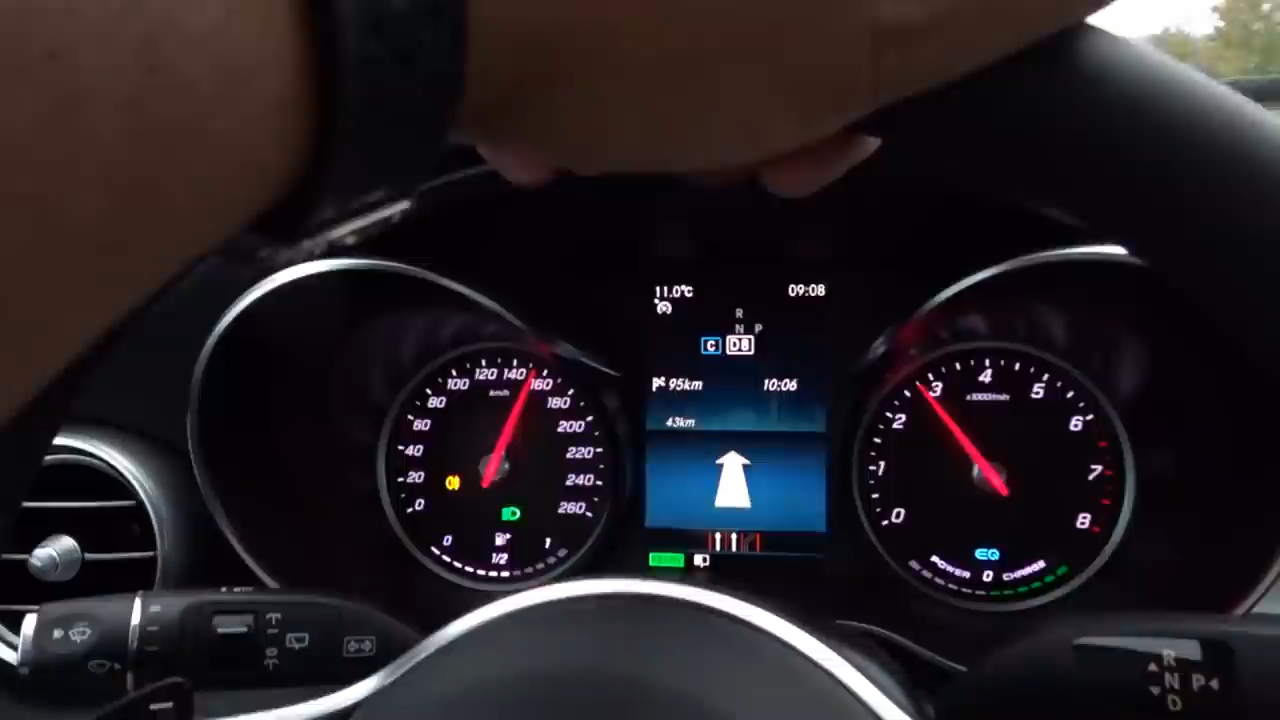 11.0°C 09:08
R
N P
C D8
95km 10:06
43km
0 20 40 60 80 100 120 140 160 180 200 220 240 260
km/h
0 1/2 1
0 1 2 3 4 5 6 7 8
x1000/min
EQ
POWER 0 CHARGE
R
N P
D